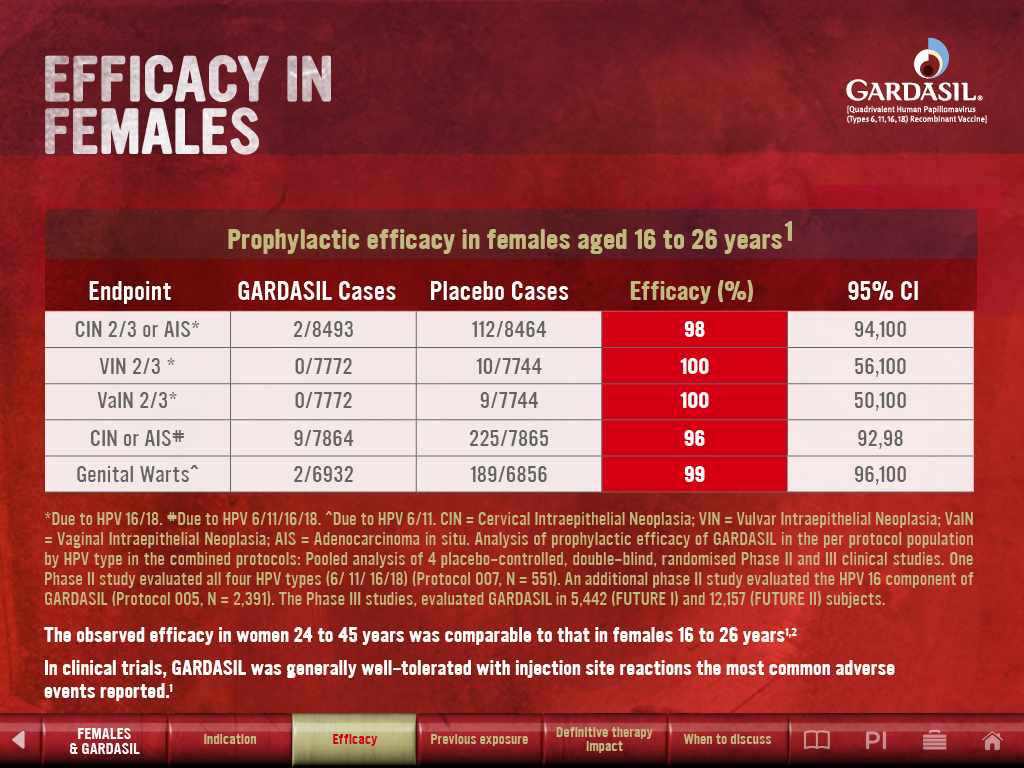 EFFICACY IN
FEMALES
GARDASIL®
[Quadrivalent Human Papillomavirus
(Types 6, 11, 16, 18) Recombinant Vaccine]
Prophylactic efficacy in females aged 16 to 26 years1
Endpoint GARDASIL Cases Placebo Cases Efficacy (%) 95% CI
CIN 2/3 or AIS* 2/8493 112/8464 98 94,100
VIN 2/3 * 0/7772 10/7744 100 56,100
VaIN 2/3* 0/7772 9/7744 100 50,100
CIN or AIS# 9/7864 225/7865 96 92,98
Genital Warts^ 2/6932 189/6856 99 96,100
*Due to HPV 16/18. #Due to HPV 6/11/16/18. ^Due to HPV 6/11. CIN = Cervical Intraepithelial Neoplasia; VIN = Vulvar Intraepithelial Neoplasia; VaIN
= Vaginal Intraepithelial Neoplasia; AIS = Adenocarcinoma in situ. Analysis of prophylactic efficacy of GARDASIL in the per protocol population
by HPV type in the combined protocols: Pooled analysis of 4 placebo-controlled, double-blind, randomised Phase II and III clinical studies. One
Phase II study evaluated all four HPV types (6/ 11/ 16/18) (Protocol 007, N = 551). An additional phase II study evaluated the HPV 16 component of
GARDASIL (Protocol 005, N = 2,391). The Phase III studies, evaluated GARDASIL in 5,442 (FUTURE I) and 12,157 (FUTURE II) subjects.
The observed efficacy in women 24 to 45 years was comparable to that in females 16 to 26 years1,2
In clinical trials, GARDASIL was generally well-tolerated with injection site reactions the most common adverse
events reported.1
FEMALES
& GARDASIL
Indication
Efficacy
Previous exposure
Definitive therapy
impact
When to discuss
PI